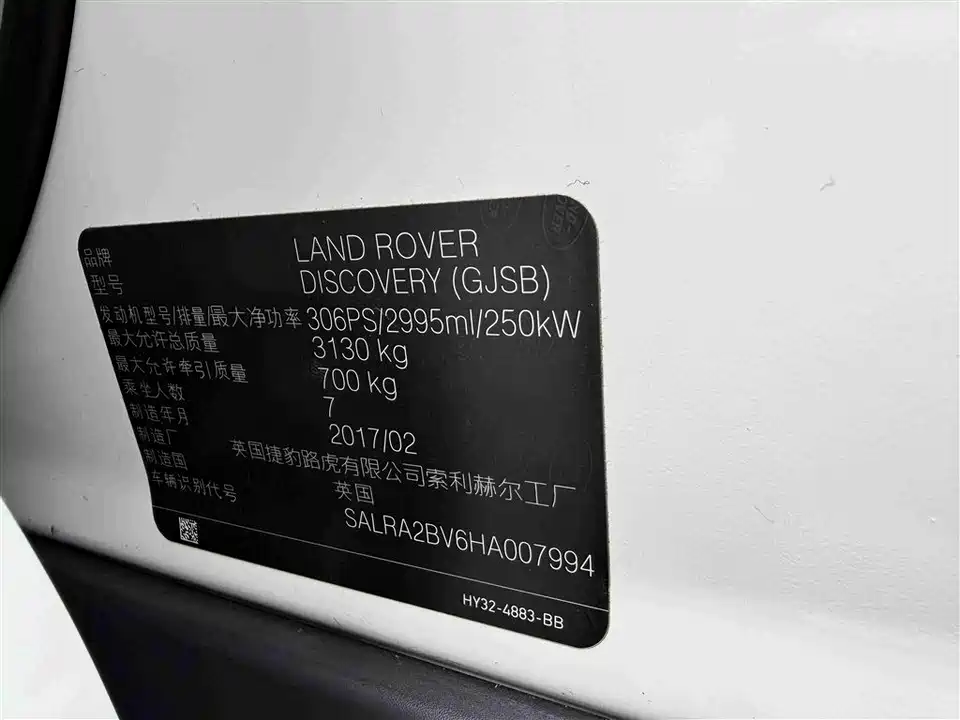 品牌 LAND ROVER
型号 DISCOVERY (GJSB)
发动机型号/排量/最大净功率 306PS/2995ml/250kW
最大允许总质量 3130 kg
最大允许牵引质量 700 kg
乘坐人数 7
制造年月 2017/02
制造厂 英国捷豹路虎有限公司索利赫尔工厂
制造国 英国
车辆识别代号 SALRA2BV6HA007994
HY32-4883-BB